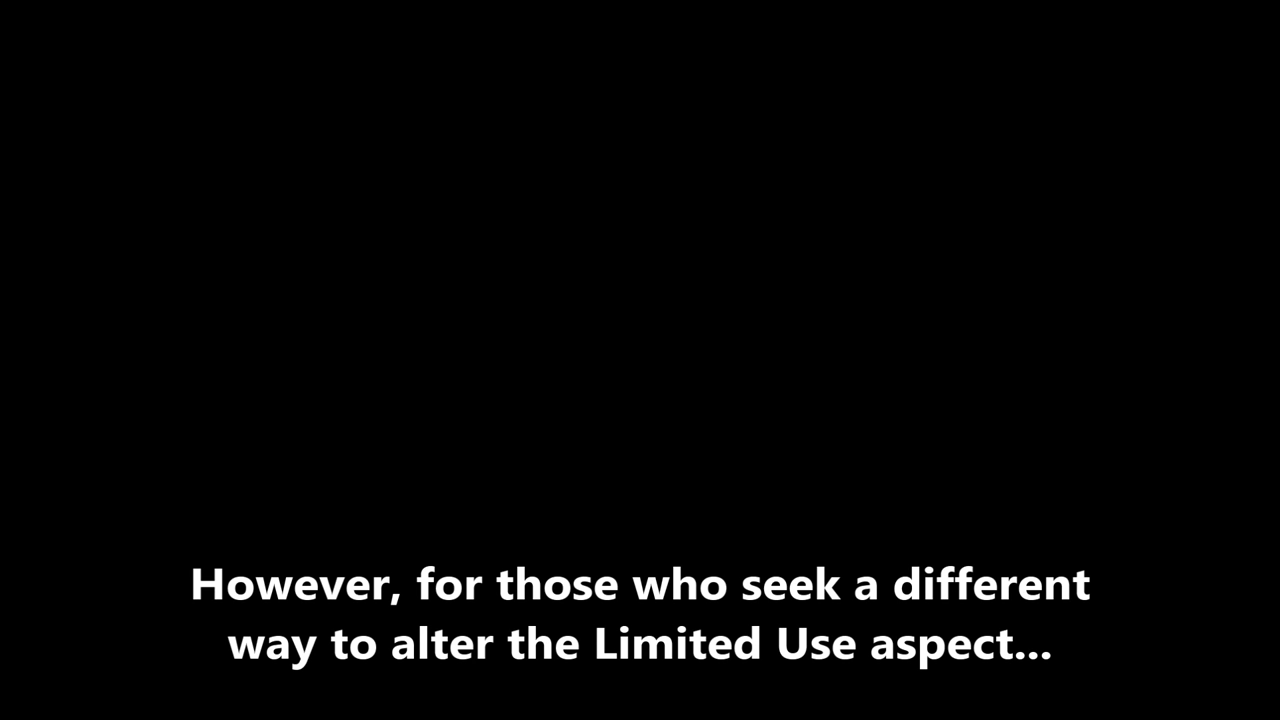 However, for those who seek a different
way to alter the Limited Use aspect...